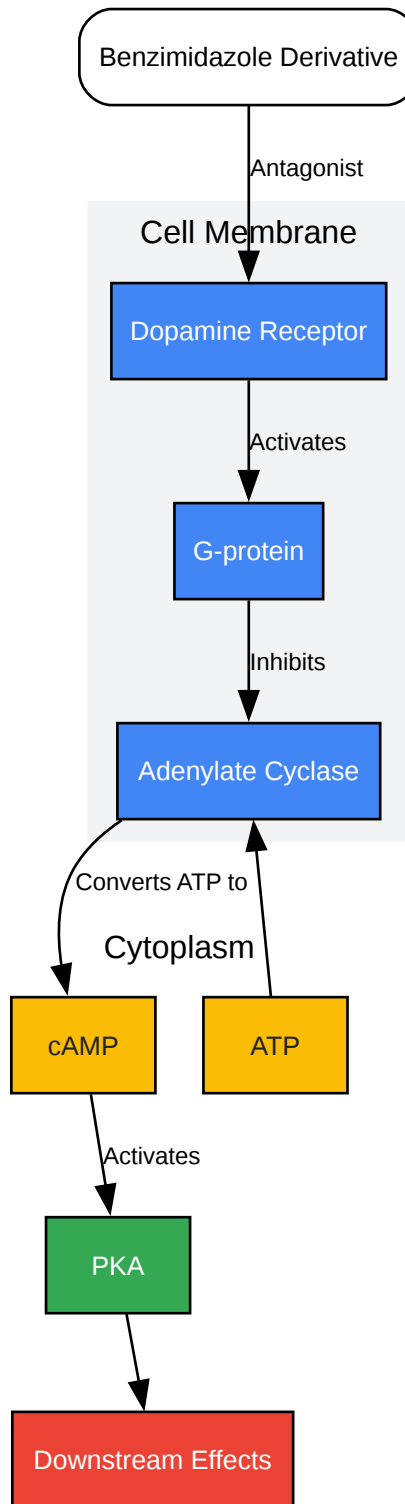 Benzimidazole Derivative
Antagonist
Cell Membrane
Dopamine Receptor
Activates
G-protein
Inhibits
Adenylate Cyclase
Converts ATP to
Cytoplasm
cAMP
ATP
Activates
PKA
Downstream Effects